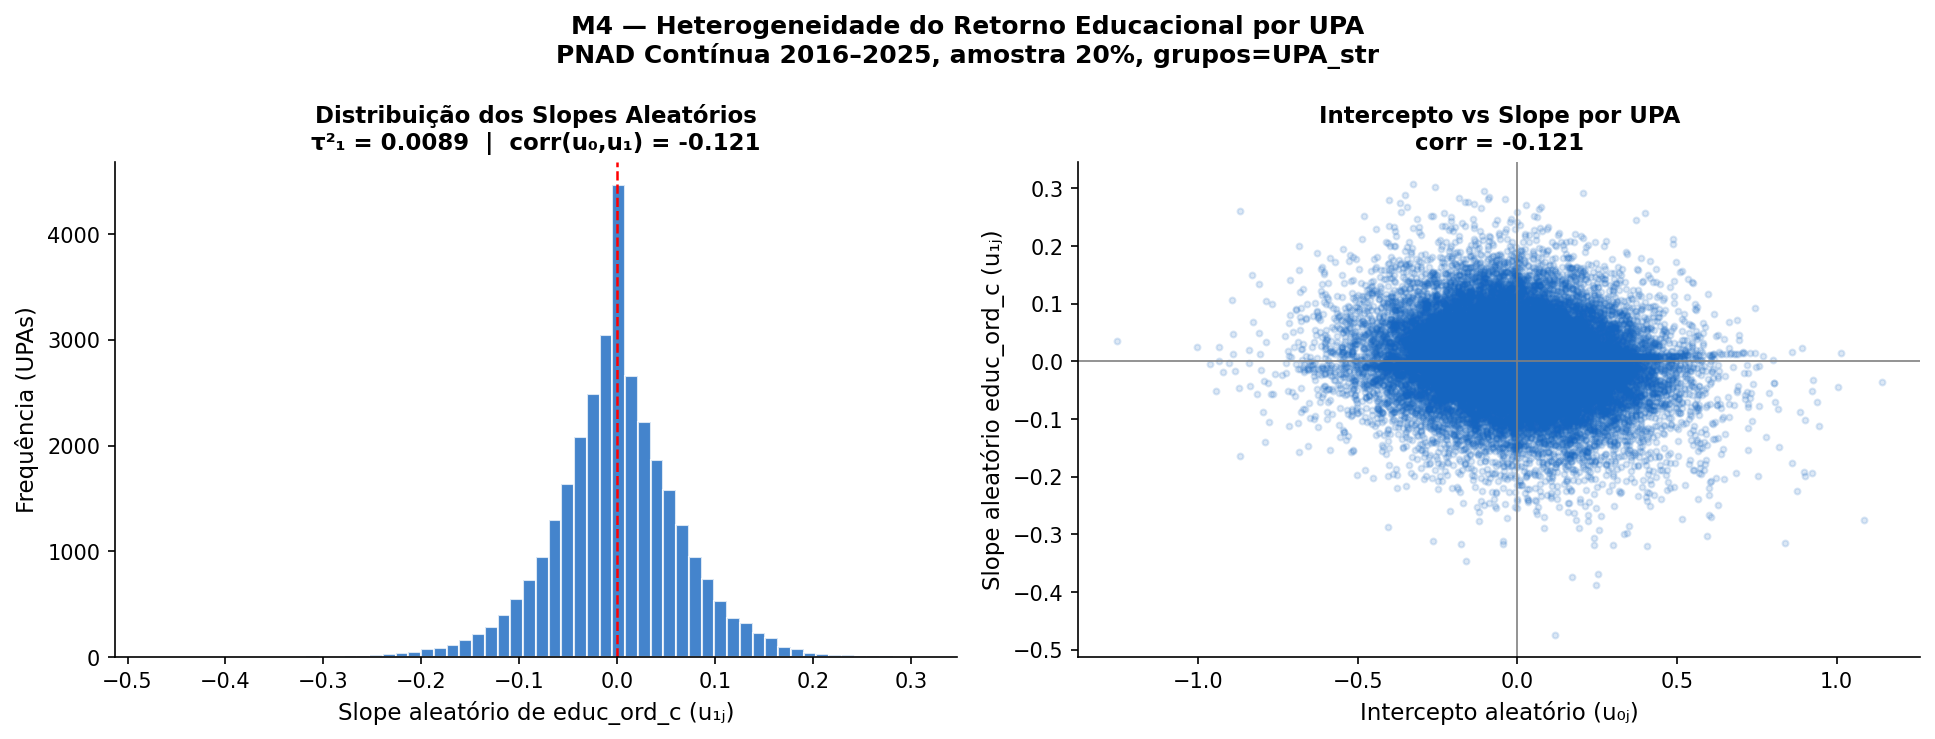 M4 — Heterogeneidade do Retorno Educacional por UPA
PNAD Contínua 2016–2025, amostra 20%, grupos=UPA_str
Distribuição dos Slopes Aleatórios
τ²₁ = 0.0089 | corr(u₀,u₁) = -0.121
Frequência (UPAs)
4000
3000
2000
1000
0
−0.5
−0.4
−0.3
−0.2
−0.1
0.0
0.1
0.2
0.3
Slope aleatório de educ_ord_c (u₁ⱼ)
Intercepto vs Slope por UPA
corr = -0.121
Slope aleatório educ_ord_c (u₁ⱼ)
0.3
0.2
0.1
0.0
−0.1
−0.2
−0.3
−0.4
−0.5
−1.0
−0.5
0.0
0.5
1.0
Intercepto aleatório (u₀ⱼ)